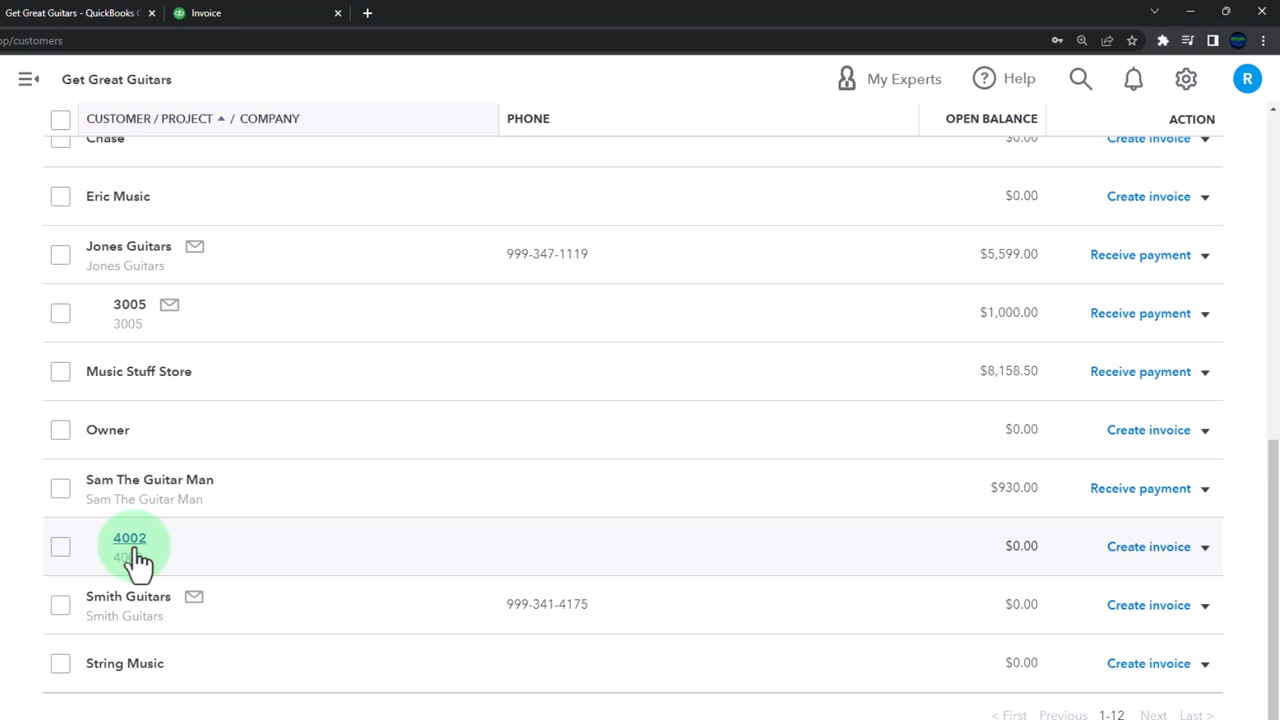 Get Great Guitars - QuickBooks
Invoice
op/customers
Get Great Guitars
My Experts
Help
R
CUSTOMER / PROJECT / COMPANY
PHONE
OPEN BALANCE
ACTION
Chase
$0.00
Create invoice
Eric Music
$0.00
Create invoice
Jones Guitars
Jones Guitars
999-347-1119
$5,599.00
Receive payment
3005
3005
$1,000.00
Receive payment
Music Stuff Store
$8,158.50
Receive payment
Owner
$0.00
Create invoice
Sam The Guitar Man
Sam The Guitar Man
$930.00
Receive payment
4002
$0.00
Create invoice
Smith Guitars
Smith Guitars
999-341-4175
$0.00
Create invoice
String Music
$0.00
Create invoice
< First Previous 1-12 Next Last >